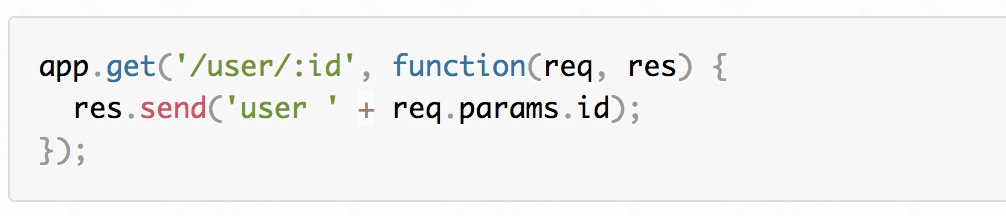 app.get('/user/:id', function(req, res) {
  res.send('user ' + req.params.id);
});